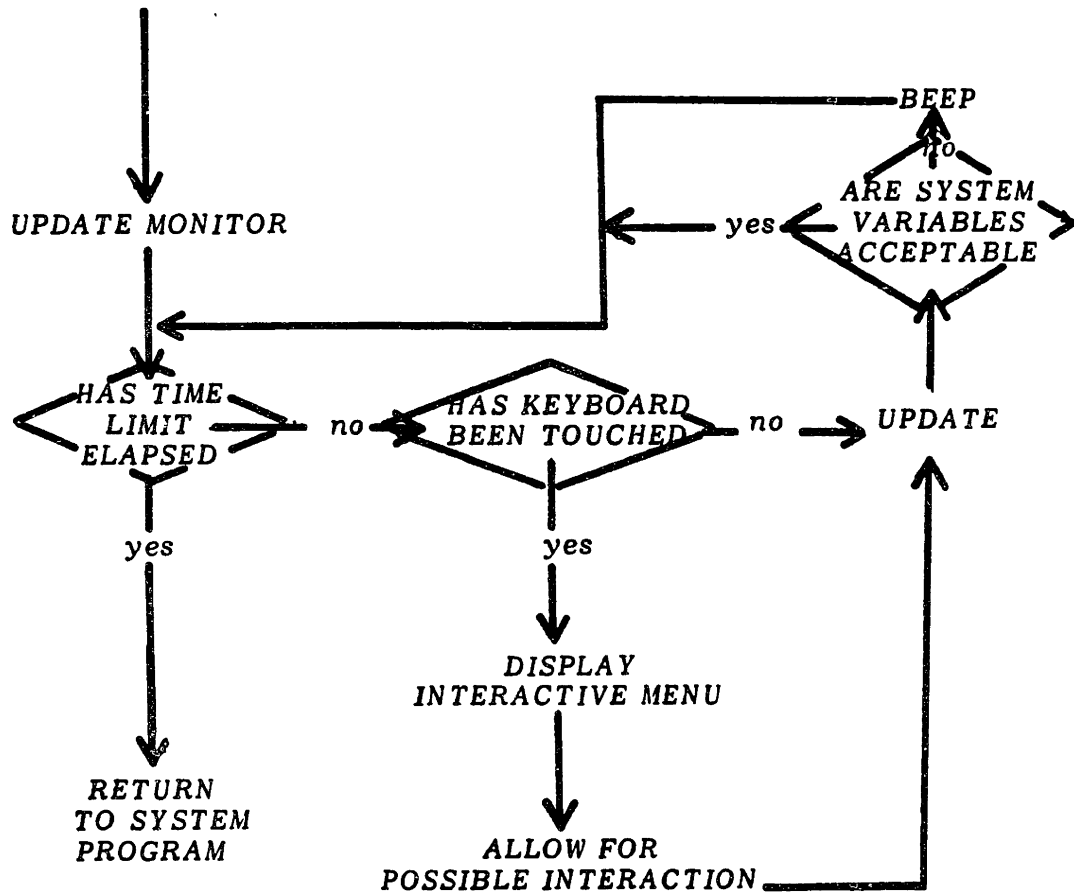 BEEP
no
ARE SYSTEM
VARIABLES
ACCEPTABLE
yes
UPDATE MONITOR
HAS TIME
LIMIT
ELAPSED
no
HAS KEYBOARD
BEEN TOUCHED
no
UPDATE
yes
yes
DISPLAY
INTERACTIVE MENU
RETURN
TO SYSTEM
PROGRAM
ALLOW FOR
POSSIBLE INTERACTION